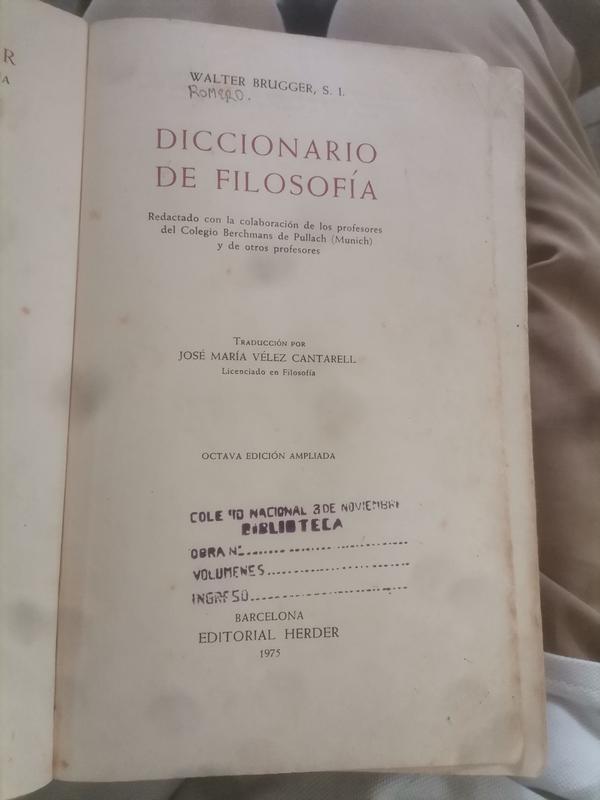 R
A
WALTER BRUGGER, S. I.
ROMERO.
DICCIONARIO
DE FILOSOFÍA
Redactado con la colaboración de los profesores
del Colegio Berchmans de Pullach (Munich)
y de otros profesores
TRADUCCIÓN POR
JOSÉ MARÍA VÉLEZ CANTARELL
Licenciado en Filosofía
OCTAVA EDICIÓN AMPLIADA
COLE IO NACIONAL 3 DE NOVIEMBRE
BIBLIOTECA
OBRA Nº
VOLUMENES
INGRESO
BARCELONA
EDITORIAL HERDER
1975